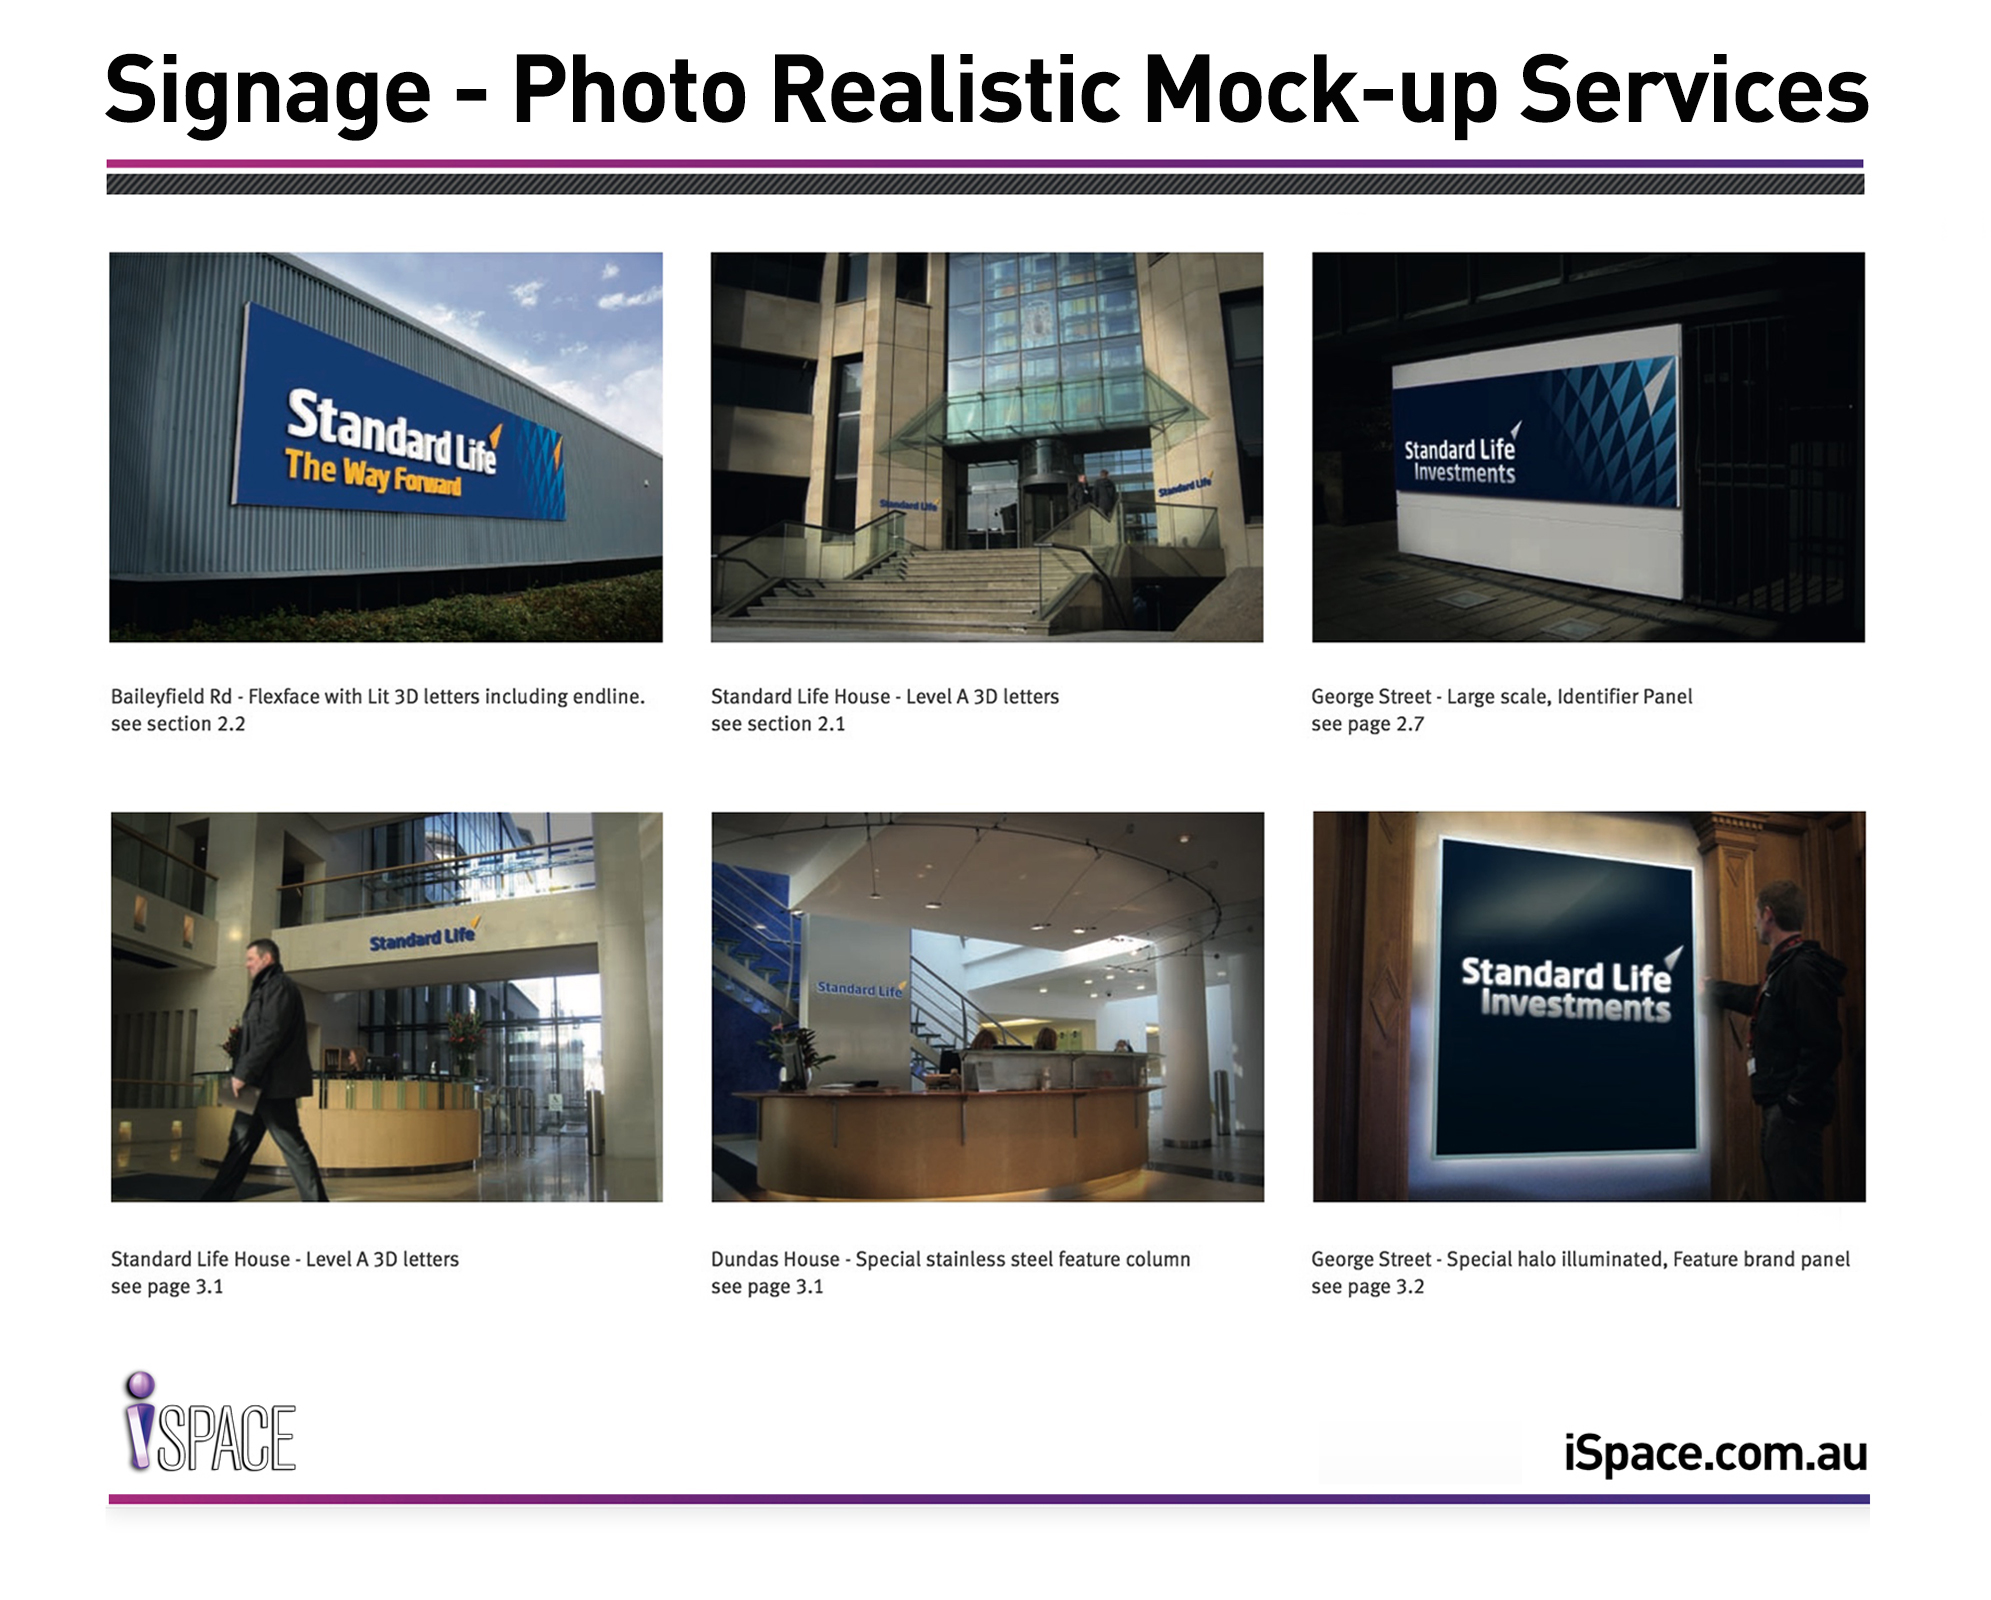 Signage - Photo Realistic Mock-up Services
Standard Life
The Way Forward
Standard Life
Standard Life
Standard Life
Investments
Baileyfield Rd - Flexface with Lit 3D letters including endline.
see section 2.2
Standard Life House - Level A 3D letters
see section 2.1
George Street - Large scale, Identifier Panel
see page 2.7
Standard Life
Standard Life
Standard Life
Investments
Standard Life House - Level A 3D letters
see page 3.1
Dundas House - Special stainless steel feature column
see page 3.1
George Street - Special halo illuminated, Feature brand panel
see page 3.2
iSPACE
iSpace.com.au